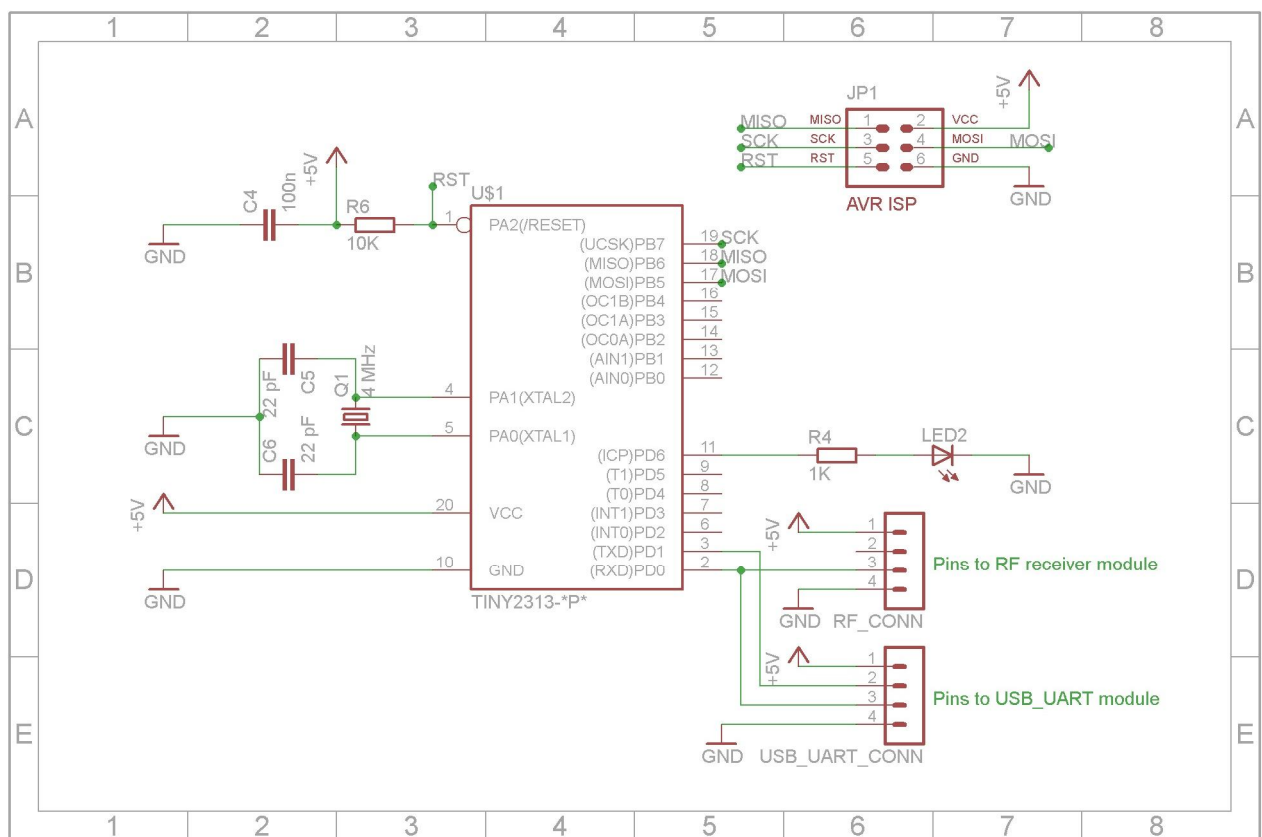 1 2 3 4 5 6 7 8
A A
JP1
+5V
MISO MISO 1 2 VCC
SCK SCK 3 4 MOSI MOSI
RST RST 5 6 GND
AVR ISP
GND
C4
100n
+5V
R6
10K
RST
GND
U$1
1 PA2(/RESET)
(UCSK)PB7 19 SCK
(MISO)PB6 18 MISO
(MOSI)PB5 17 MOSI
(OC1B)PB4 16
(OC1A)PB3 15
(OC0A)PB2 14
(AIN1)PB1 13
(AIN0)PB0 12
B B
22 pF
C5
Q1
4 MHz
4 PA1(XTAL2)
GND
C6
22 pF
5 PA0(XTAL1)
C C
(ICP)PD6 11
R4
1K
LED2
GND
(T1)PD5 9
(T0)PD4 8
+5V
20 VCC
(INT1)PD3 7
(INT0)PD2 6
(TXD)PD1 3
10 GND
(RXD)PD0 2
GND
TINY2313-*P*
+5V
1
2
3
4
Pins to RF receiver module
GND RF_CONN
D D
+5V
1
2
3
4
Pins to USB_UART module
GND USB_UART_CONN
E E
1 2 3 4 5 6 7 8